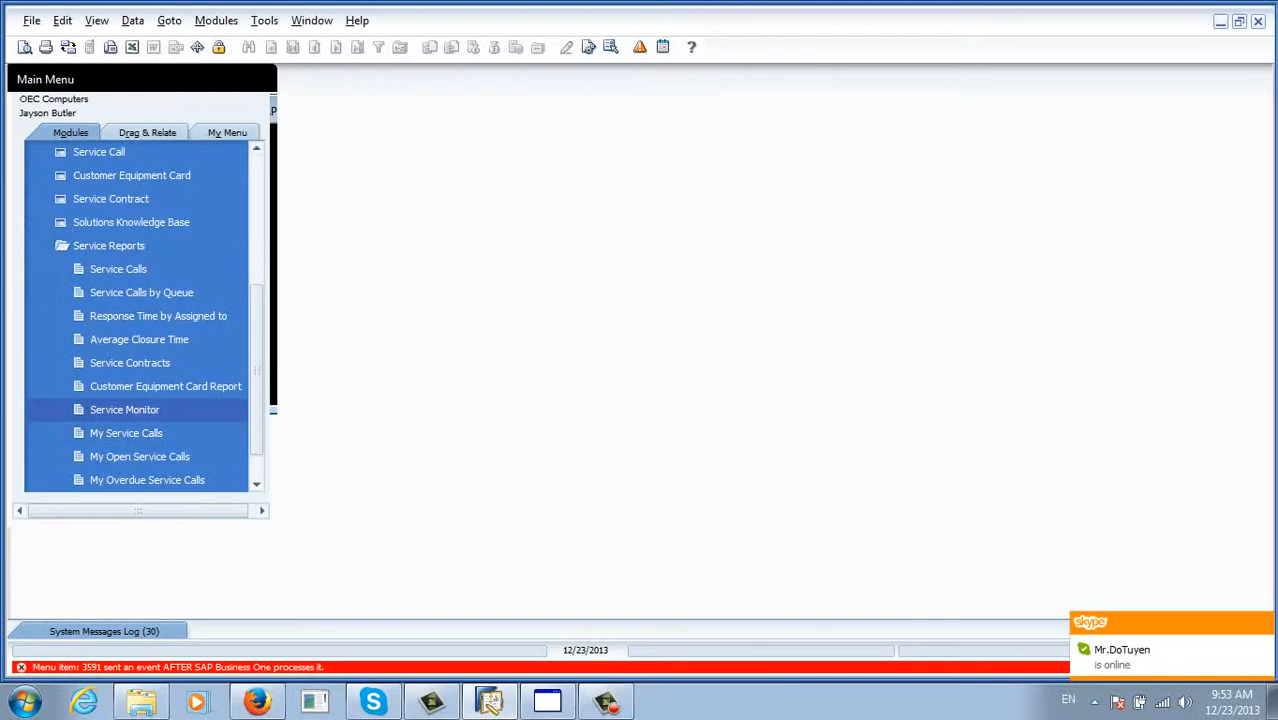 File Edit View Data Goto Modules Tools Window Help
Main Menu
OEC Computers
Jayson Butler
Modules Drag & Relate My Menu
Service Call
Customer Equipment Card
Service Contract
Solutions Knowledge Base
Service Reports
Service Calls
Service Calls by Queue
Response Time by Assigned to
Average Closure Time
Service Contracts
Customer Equipment Card Report
Service Monitor
My Service Calls
My Open Service Calls
My Overdue Service Calls
System Messages Log (30)
12/23/2013
Menu item: 3591 sent an event AFTER SAP Business One processes it.
skype
Mr.DoTuyen
is online
EN
9:53 AM
12/23/2013